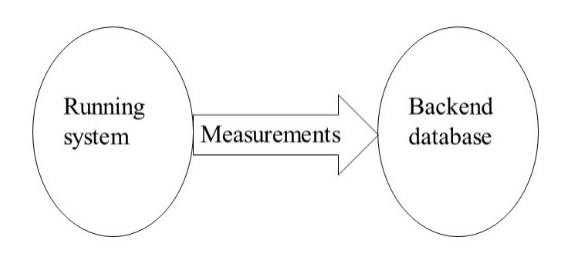 Running
system
Measurements
Backend
database